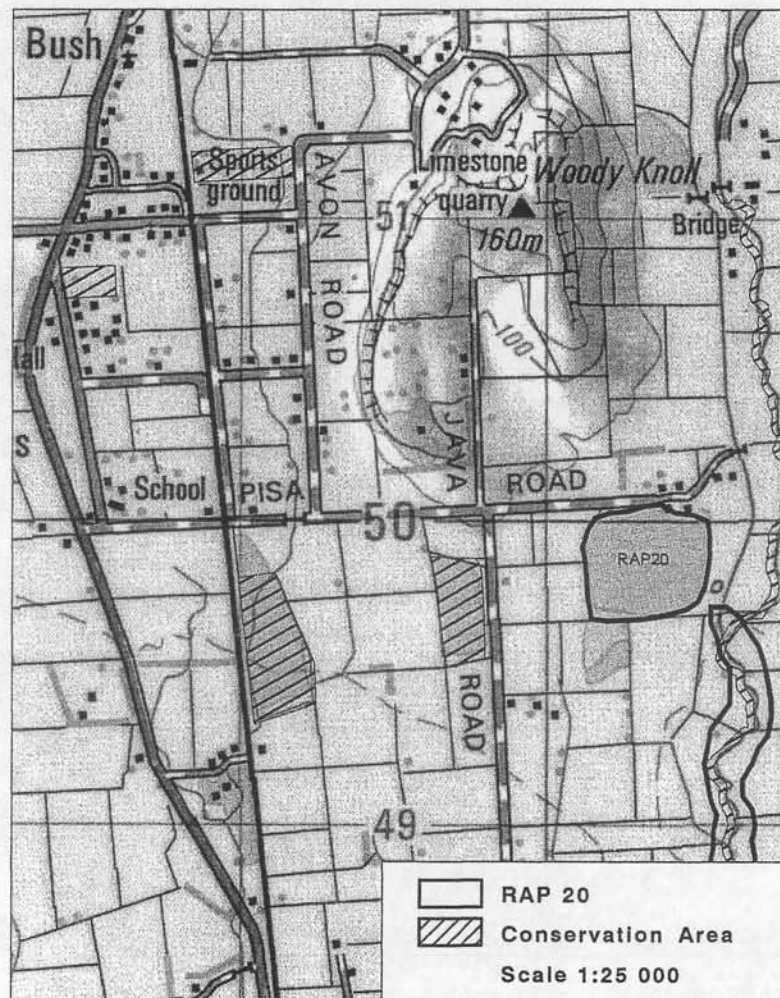 Bush
Sports
ground
AVON
ROAD
Limestone
quarry
Woody Knoll
160m
Bridge
51
100
JAVA
School
PISA
ROAD
50
RAP20
ROAD
49
RAP 20
Conservation Area
Scale 1:25 000